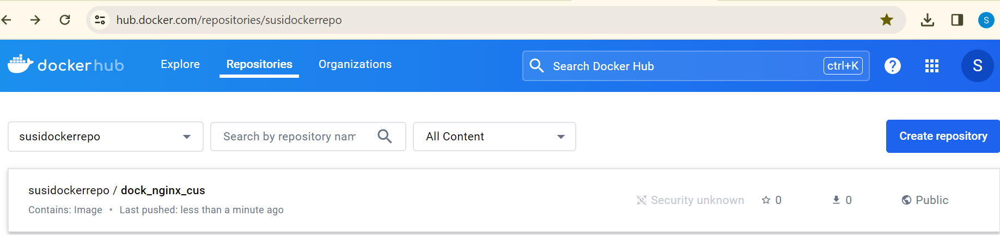 hub.docker.com/repositories/susidockerrepo
S
dockerhub Explore Repositories Organizations Search Docker Hub ctrl+K ? S
susidockerrepo Search by repository nam All Content Create repository
susidockerrepo / dock_nginx_cus
Contains: Image • Last pushed: less than a minute ago
Security unknown 0 0 Public